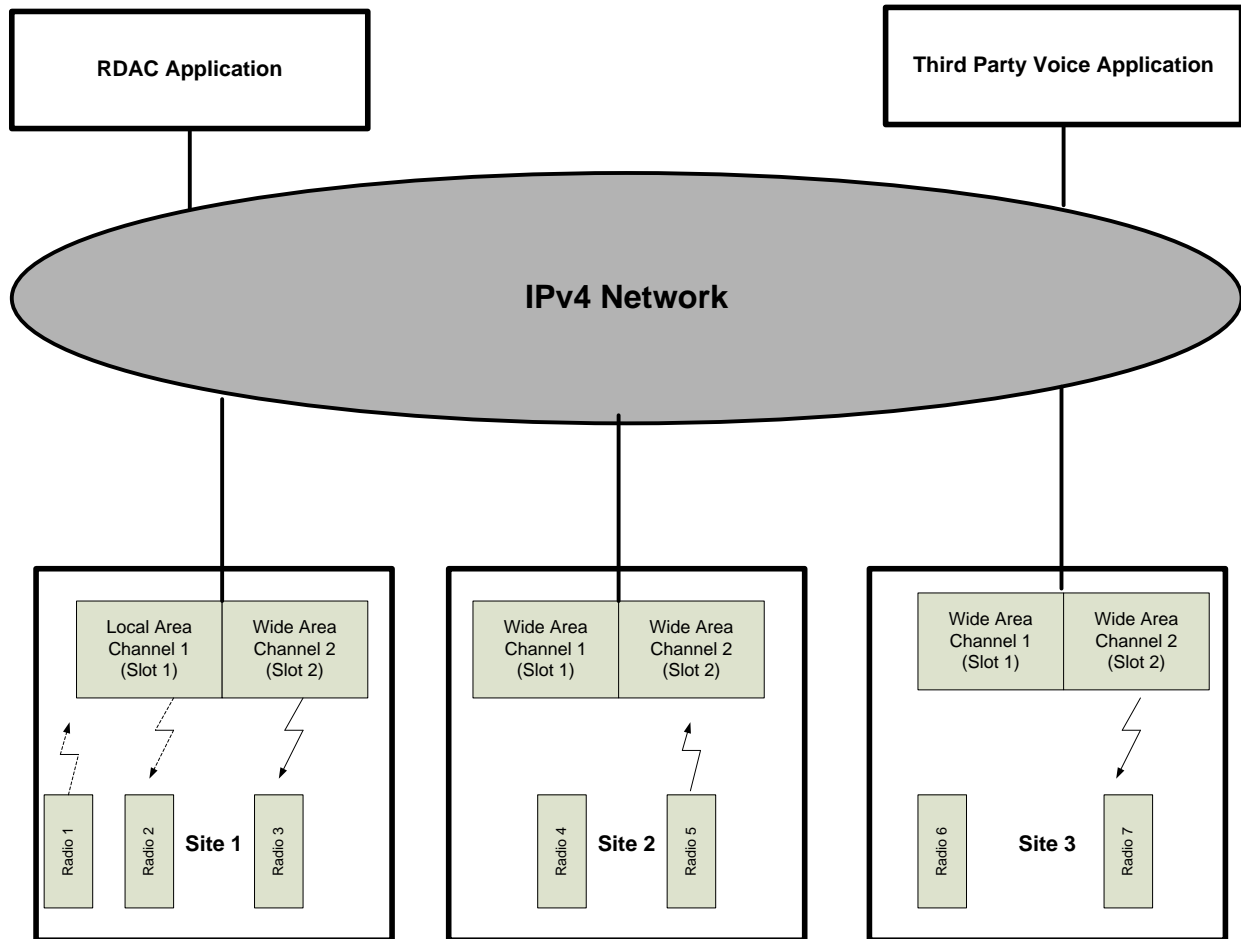 RDAC Application
Third Party Voice Application
IPv4 Network
Local Area
Channel 1
(Slot 1)
Wide Area
Channel 2
(Slot 2)
Radio 1
Radio 2
Site 1
Radio 3
Wide Area
Channel 1
(Slot 1)
Wide Area
Channel 2
(Slot 2)
Radio 4
Site 2
Radio 5
Wide Area
Channel 1
(Slot 1)
Wide Area
Channel 2
(Slot 2)
Radio 6
Site 3
Radio 7